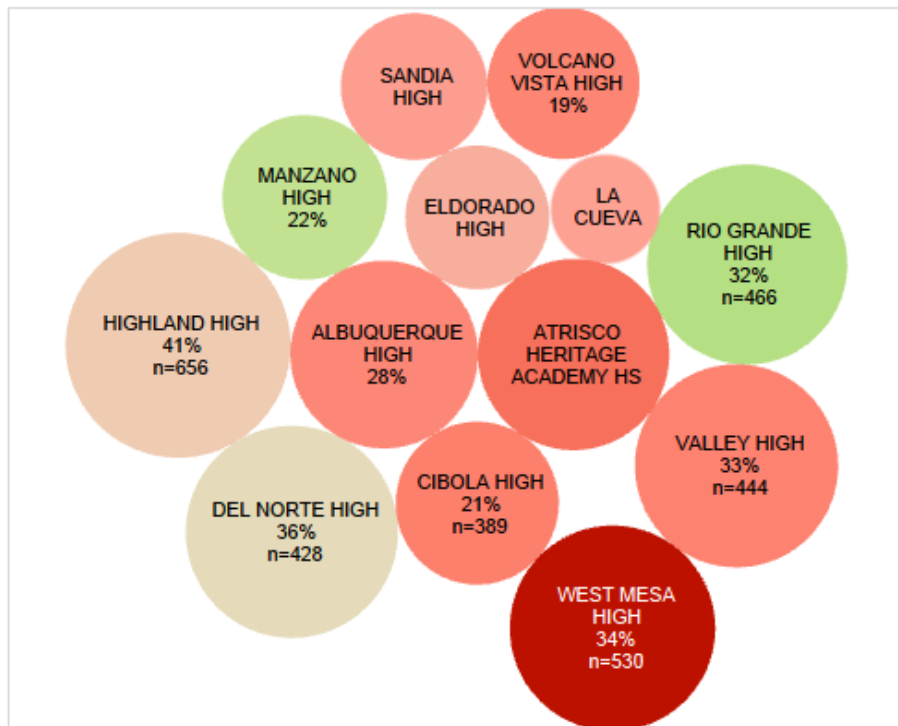 SANDIA
HIGH
VOLCANO
VISTA HIGH
19%
MANZANO
HIGH
22%
ELDORADO
HIGH
LA
CUEVA
RIO GRANDE
HIGH
32%
n=466
HIGHLAND HIGH
41%
n=656
ALBUQUERQUE
HIGH
28%
ATRISCO
HERITAGE
ACADEMY HS
VALLEY HIGH
33%
n=444
DEL NORTE HIGH
36%
n=428
CIBOLA HIGH
21%
n=389
WEST MESA
HIGH
34%
n=530